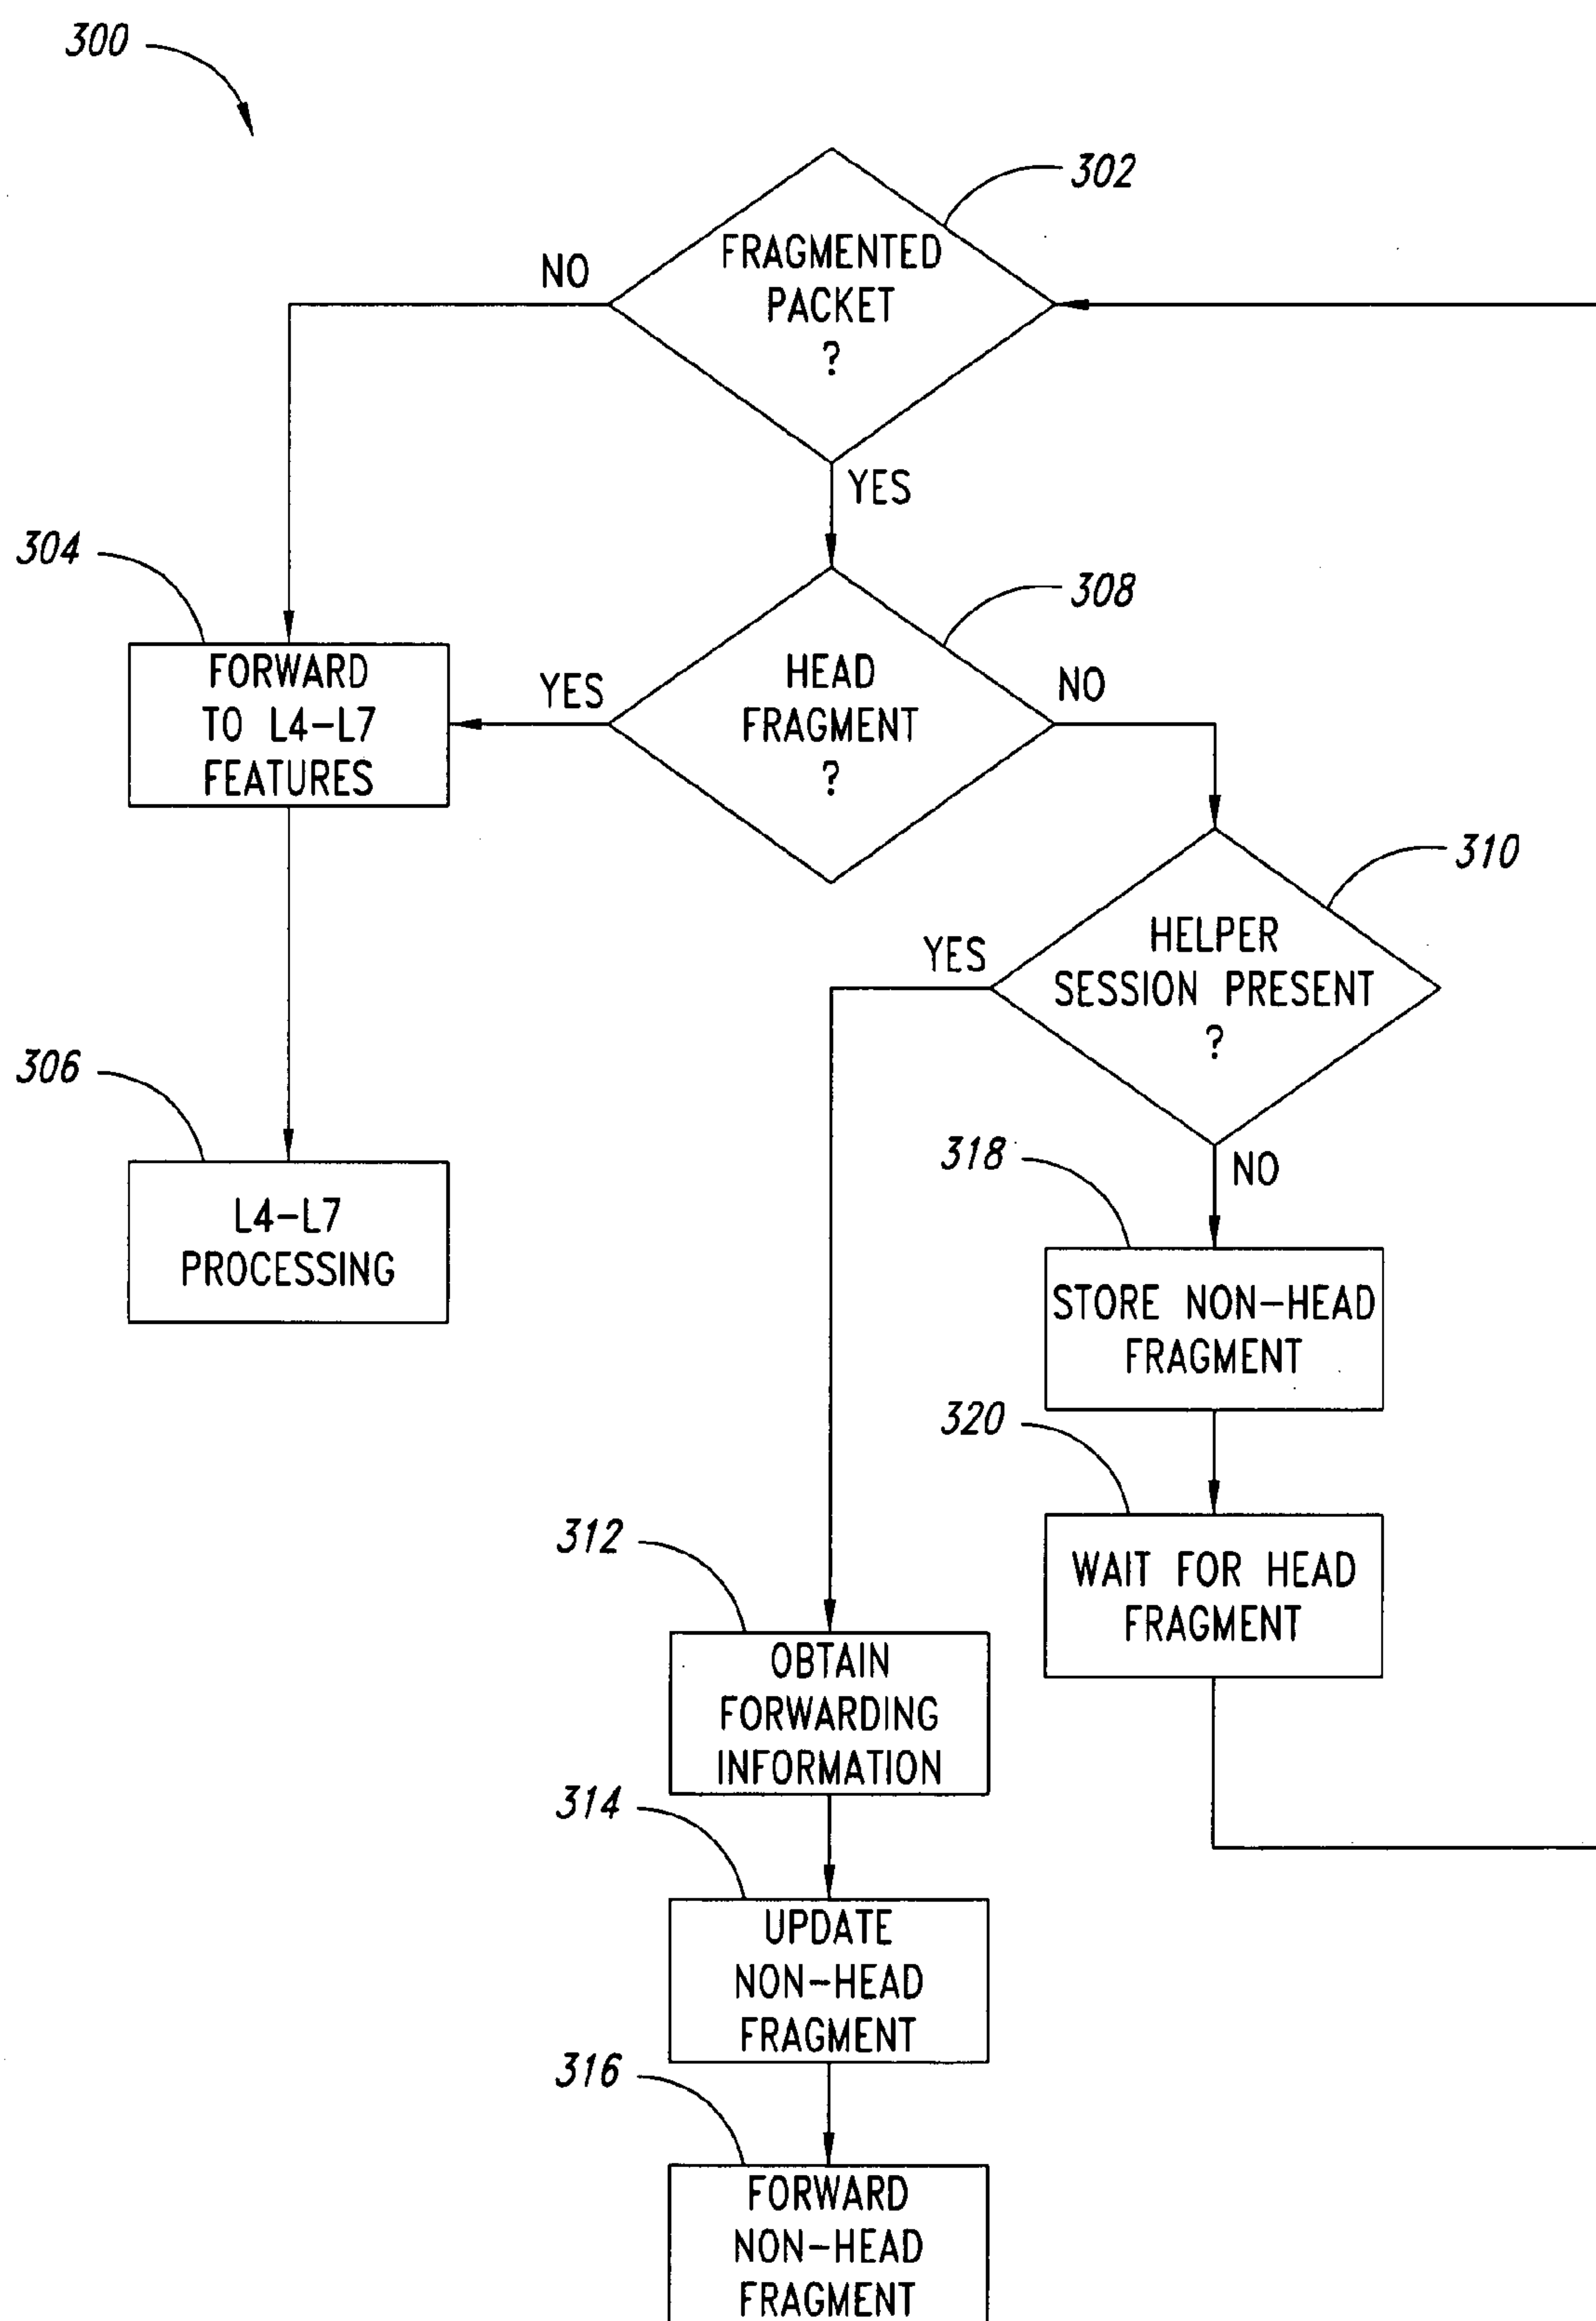 300
302
FRAGMENTED
PACKET
?
NO
YES
304
308
FORWARD
TO L4-L7
FEATURES
YES
HEAD
FRAGMENT
?
NO
310
YES
HELPER
SESSION PRESENT
?
306
L4-L7
PROCESSING
318
NO
STORE NON-HEAD
FRAGMENT
320
WAIT FOR HEAD
FRAGMENT
312
OBTAIN
FORWARDING
INFORMATION
314
UPDATE
NON-HEAD
FRAGMENT
316
FORWARD
NON-HEAD
FRAGMENT